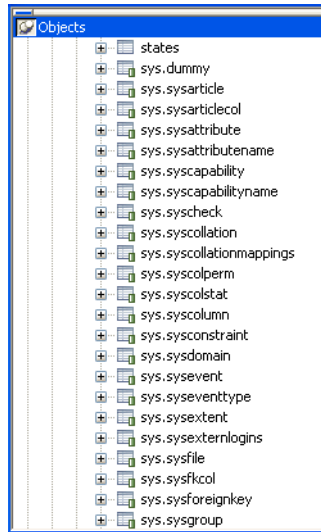 Objects
states
sys.dummy
sys.sysarticle
sys.sysarticlecol
sys.sysattribute
sys.sysattributename
sys.syscapability
sys.syscapabilityname
sys.syscheck
sys.syscollation
sys.syscollationmappings
sys.syscolperm
sys.syscolstat
sys.syscolumn
sys.sysconstraint
sys.sysdomain
sys.sysevent
sys.syseventtype
sys.sysextent
sys.sysexternlogins
sys.sysfile
sys.sysfkcol
sys.sysforeignkey
sys.sysgroup